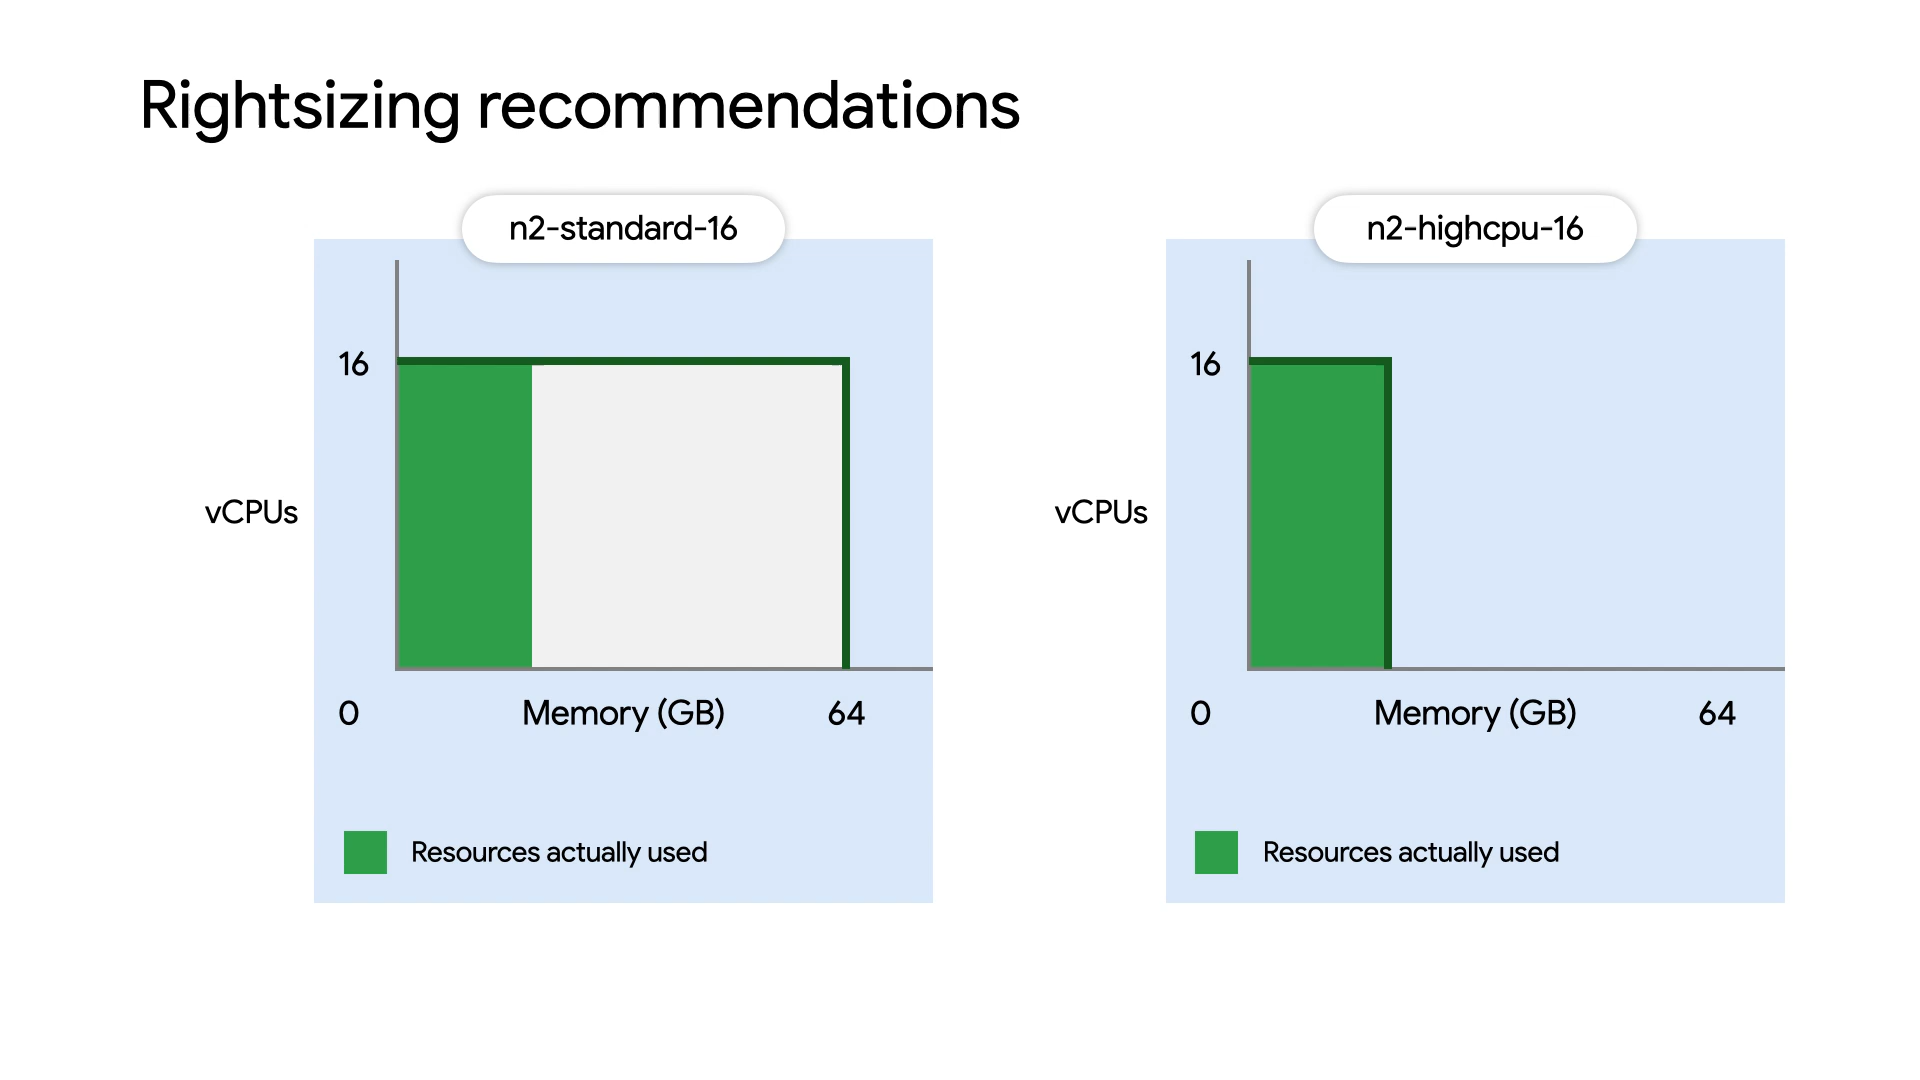 Rightsizing recommendations
n2-standard-16
16
vCPUs
0
Memory (GB)
64
Resources actually used
n2-highcpu-16
16
vCPUs
0
Memory (GB)
64
Resources actually used